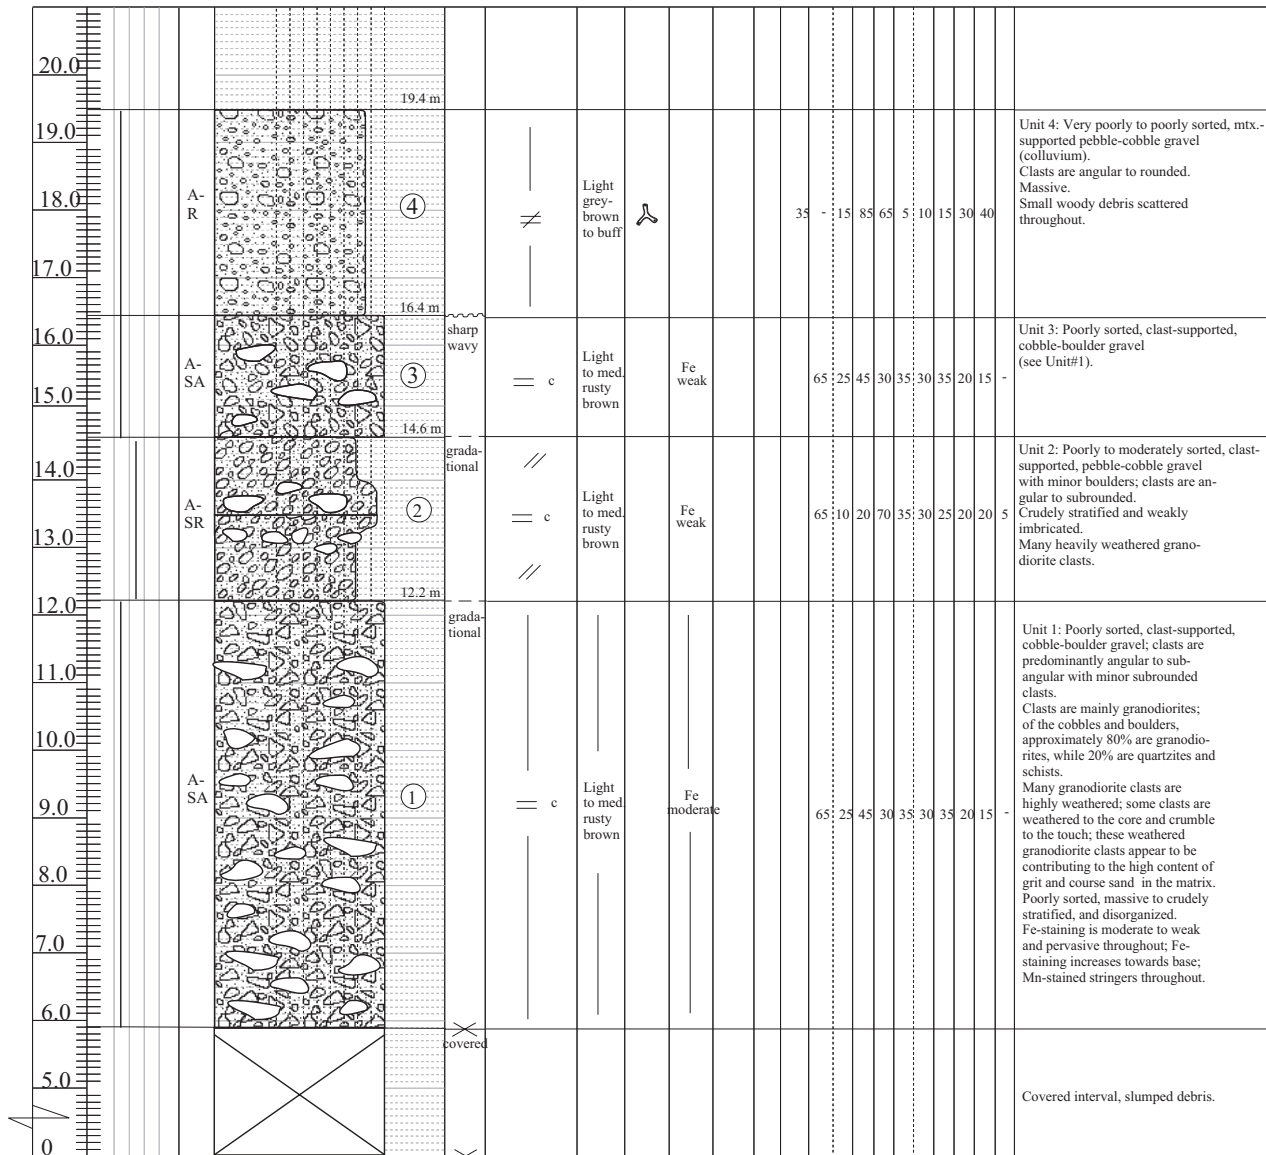 20.0
19.4 m
19.0
18.0
17.0
16.4 m
A-
R
④
Light
grey-
brown
to buff
35 - 15 85 65 5 10 15 30 40
Unit 4: Very poorly to poorly sorted, mtx.-
supported pebble-cobble gravel
(colluvium).
Clasts are angular to rounded.
Massive.
Small woody debris scattered
throughout.
16.0
15.0
14.6 m
A-
SA
③
sharp
wavy
c
Light
to med.
rusty
brown
Fe
weak
65 25 45 30 35 30 35 20 15 -
Unit 3: Poorly sorted, clast-supported,
cobble-boulder gravel
(see Unit#1).
14.0
13.0
12.2 m
A-
SR
②
grada-
tional
c
Light
to med.
rusty
brown
Fe
weak
65 10 20 70 35 30 25 20 20 5
Unit 2: Poorly to moderately sorted, clast-
supported, pebble-cobble gravel
with minor boulders; clasts are an-
gular to subrounded.
Crudely stratified and weakly
imbricated.
Many heavily weathered grano-
diorite clasts.
12.0
11.0
10.0
9.0
8.0
7.0
6.0
A-
SA
①
grada-
tional
c
Light
to med.
rusty
brown
Fe
moderate
65 25 45 30 35 30 35 20 15 -
Unit 1: Poorly sorted, clast-supported,
cobble-boulder gravel; clasts are
predominantly angular to sub-
angular with minor subrounded
clasts.
Clasts are mainly granodiorites;
of the cobbles and boulders,
approximately 80% are granodio-
rites, while 20% are quartzites and
schists.
Many granodiorite clasts are
highly weathered; some clasts are
weathered to the core and crumble
to the touch; these weathered
granodiorite clasts appear to be
contributing to the high content of
grit and course sand in the matrix.
Poorly sorted, massive to crudely
stratified, and disorganized.
Fe-staining is moderate to weak
and pervasive throughout; Fe-
staining increases towards base;
Mn-stained stringers throughout.
covered
5.0
0
Covered interval, slumped debris.